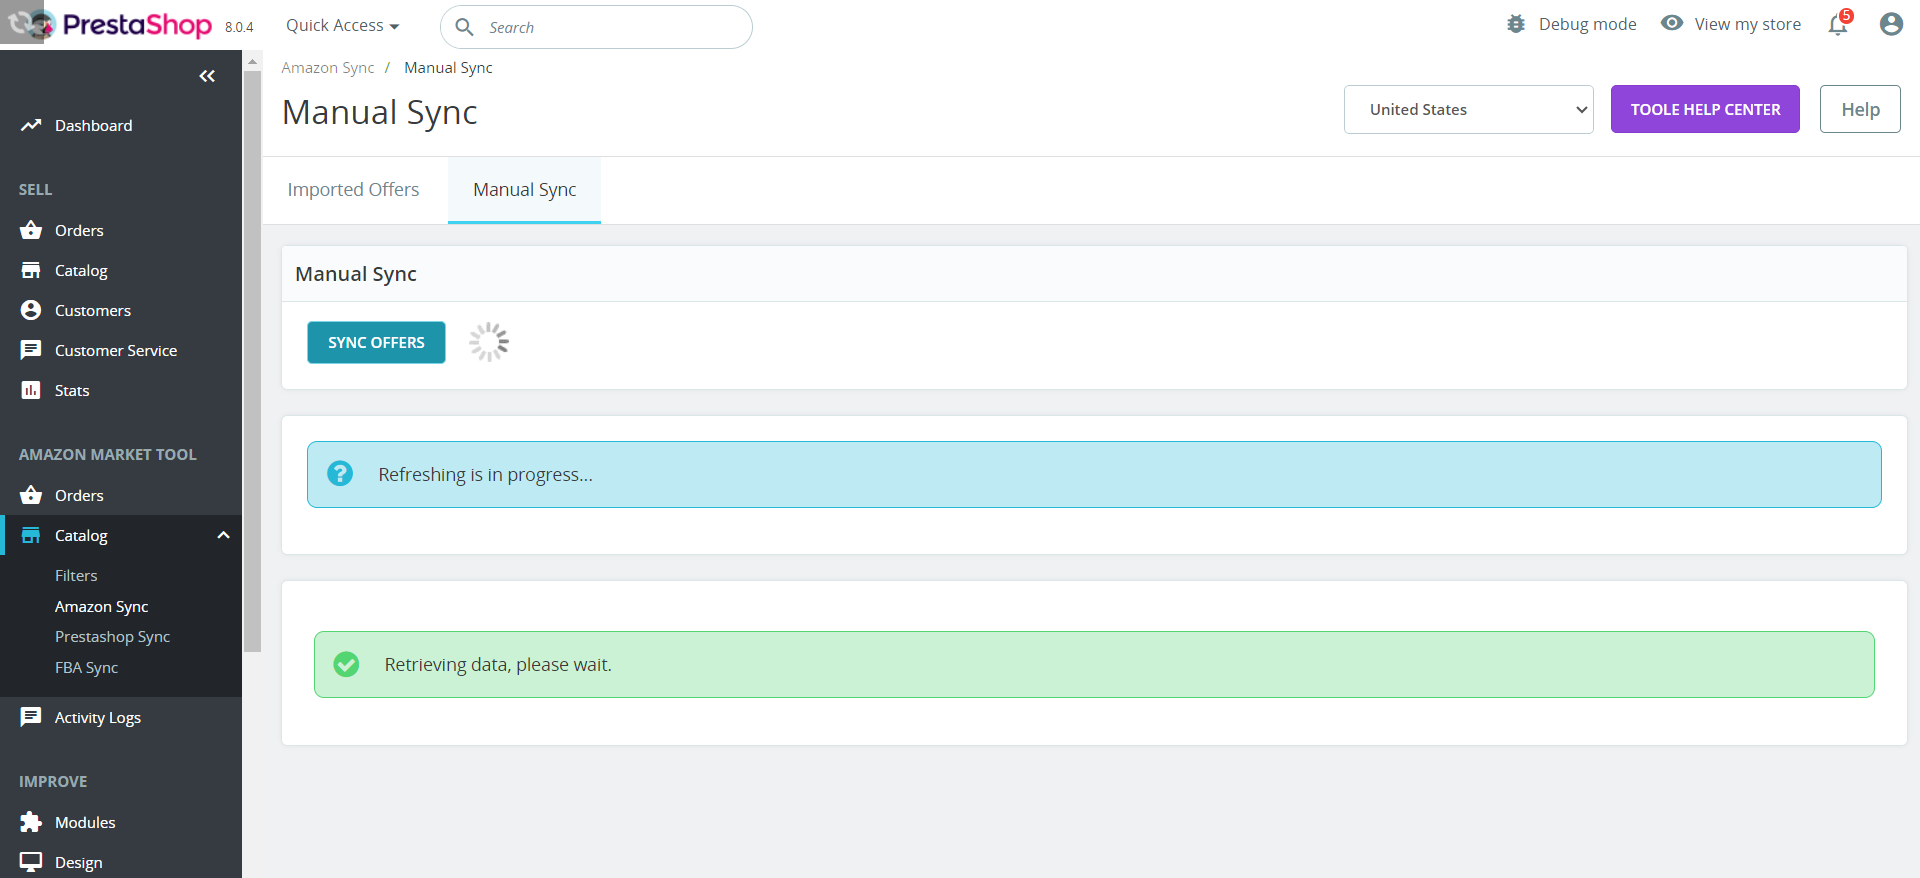 PrestaShop 8.0.4
Quick Access
Search
Debug mode
View my store
5
Amazon Sync / Manual Sync
Manual Sync
United States
TOOLE HELP CENTER
Help
Imported Offers
Manual Sync
Manual Sync
SYNC OFFERS
Refreshing is in progress...
Retrieving data, please wait.
Dashboard
SELL
Orders
Catalog
Customers
Customer Service
Stats
AMAZON MARKET TOOL
Orders
Catalog
Filters
Amazon Sync
Prestashop Sync
FBA Sync
Activity Logs
IMPROVE
Modules
Design